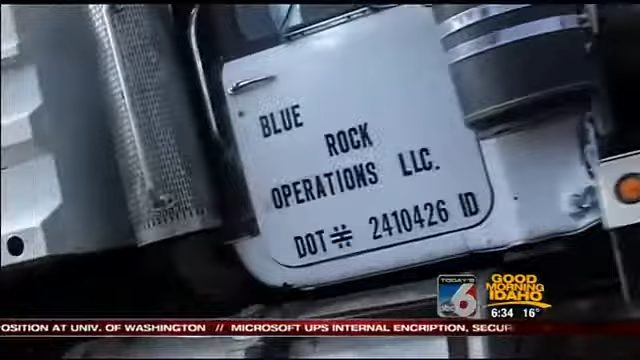 BLUE
ROCK
OPERATIONS LLC.
DOT # 2410426 ID
TODAY'S
6
GOOD
MORNING
IDAHO
6:34 16°
OSITION AT UNIV. OF WASHINGTON // MICROSOFT UPS INTERNAL ENCRIPTION, SECUR